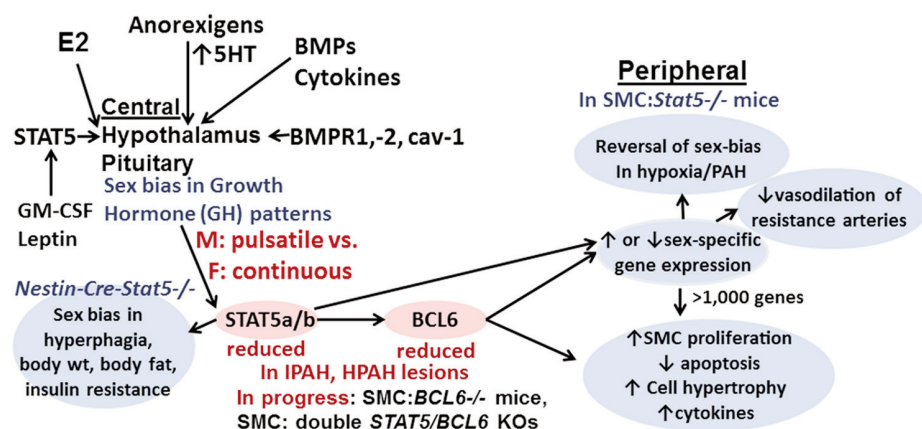 Anorexigens
↑5HT
E2
BMPs
Cytokines
Central
STAT5
Hypothalamus
Pituitary
BMPR1,-2, cav-1
GM-CSF
Leptin
Sex bias in Growth
Hormone (GH) patterns
M: pulsatile vs.
F: continuous
Nestin-Cre-Stat5-/-
Sex bias in
hyperphagia,
body wt, body fat,
insulin resistance
STAT5a/b
reduced
BCL6
reduced
In IPAH, HPAH lesions
In progress: SMC:BCL6-/- mice,
SMC: double STAT5/BCL6 KOs
Peripheral
In SMC:Stat5-/- mice
Reversal of sex-bias
In hypoxia/PAH
↓vasodilation of
resistance arteries
↑ or ↓sex-specific
gene expression
>1,000 genes
↑SMC proliferation
↓ apoptosis
↑ Cell hypertrophy
↑cytokines